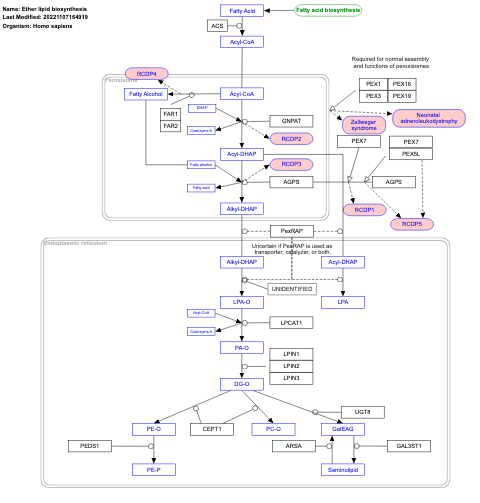 Name: Ether lipid biosynthesis
Last Modified: 20221107164919
Organism: Homo sapiens
Fatty Acid
Fatty acid biosynthesis
ACS
Acyl-CoA
Required for normal assembly
and functions of peroxisomes
RCDP4
Peroxisome
PEX1
PEX16
PEX3
PEX19
Fatty Alcohol
Acyl-CoA
FAR1
FAR2
DHAP
Coenzyme A
GNPAT
RCDP2
Zellweger
syndrome
Neonatal
adrenoleukodystrophy
PEX7
PEX7
PEX5L
Acyl-DHAP
Fatty alcohol
RCDP3
Fatty acid
AGPS
AGPS
Alkyl-DHAP
RCDP1
RCDP5
PexRAP
Endoplasmic reticulum
Uncertain if PexRAP is used as
transporter, catalyzer, or both.
Alkyl-DHAP
Acyl-DHAP
UNIDENTIFIED
LPA-O
LPA
Acyl-CoA
Coenzyme A
LPCAT1
PA-O
LPIN1
LPIN2
LPIN3
DG-O
UGT8
PE-O
CEPT1
PC-O
GalEAG
PEDS1
ARSA
GAL3ST1
PE-P
Seminolipid